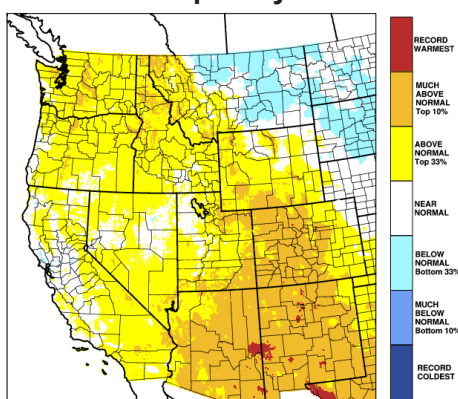 RECORD
WARMEST
MUCH
ABOVE
NORMAL
Top 10%
ABOVE
NORMAL
Top 33%
NEAR
NORMAL
BELOW
NORMAL
Bottom 33%
MUCH
BELOW
NORMAL
Bottom 10%
RECORD
COLDEST